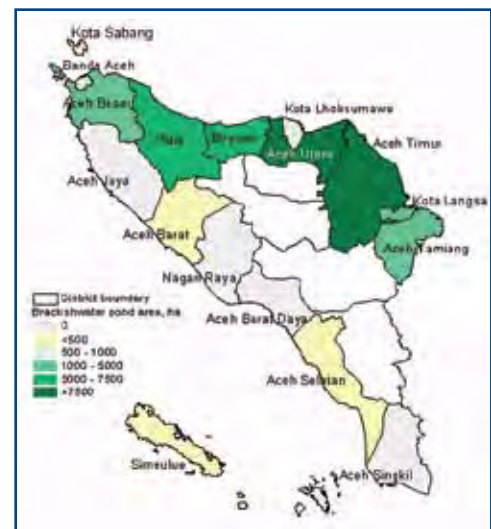 Kota Sabang
Banda Aceh
Aceh Besar
Kota Lhoksumawe
Pidie
Bireuen
Aceh Utara
Aceh Timur
Kota Langsa
Aceh Jaya
Aceh Tamiang
Aceh Barat
Nagan Raya
District boundary
Brackishwater pond area, ha
0
<500
500 - 1000
1000 - 5000
5000 - 7500
>7500
Aceh Barat Daya
Aceh Selatan
Simeulue
Aceh Singkil